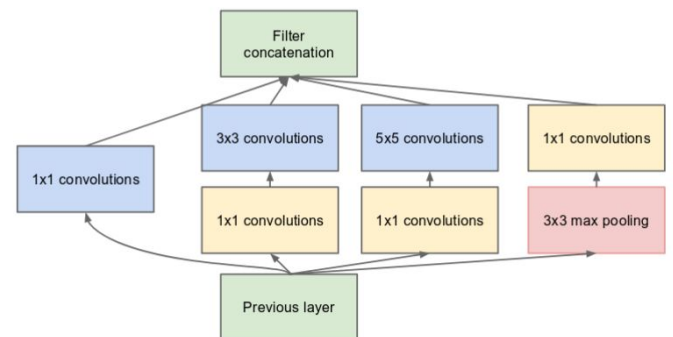 Filter
concatenation
3x3 convolutions
5x5 convolutions
1x1 convolutions
1x1 convolutions
1x1 convolutions
1x1 convolutions
3x3 max pooling
Previous layer